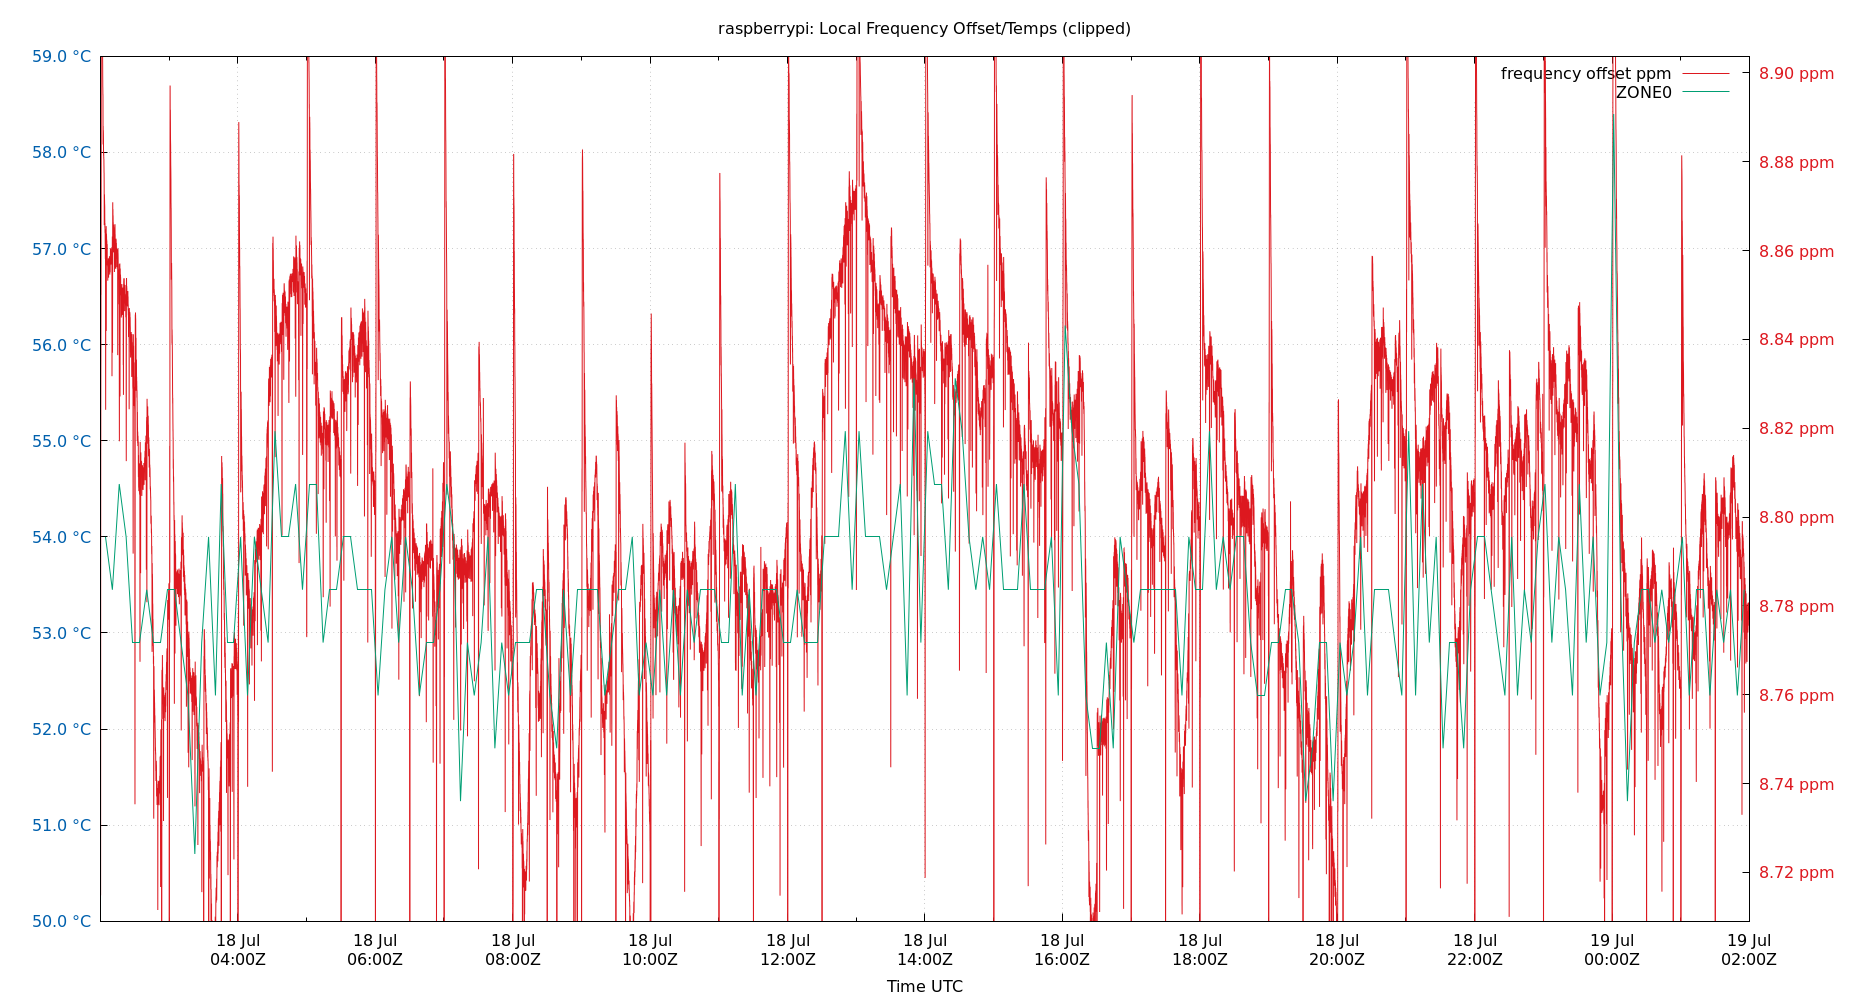 raspberrypi: Local Frequency Offset/Temps (clipped)
59.0 °C
58.0 °C
57.0 °C
56.0 °C
55.0 °C
54.0 °C
53.0 °C
52.0 °C
51.0 °C
50.0 °C
frequency offset ppm
ZONE0
8.90 ppm
8.88 ppm
8.86 ppm
8.84 ppm
8.82 ppm
8.80 ppm
8.78 ppm
8.76 ppm
8.74 ppm
8.72 ppm
18 Jul 18 Jul 18 Jul 18 Jul 18 Jul 18 Jul 18 Jul 18 Jul 18 Jul 18 Jul 19 Jul 19 Jul
04:00Z 06:00Z 08:00Z 10:00Z 12:00Z 14:00Z 16:00Z 18:00Z 20:00Z 22:00Z 00:00Z 02:00Z
Time UTC